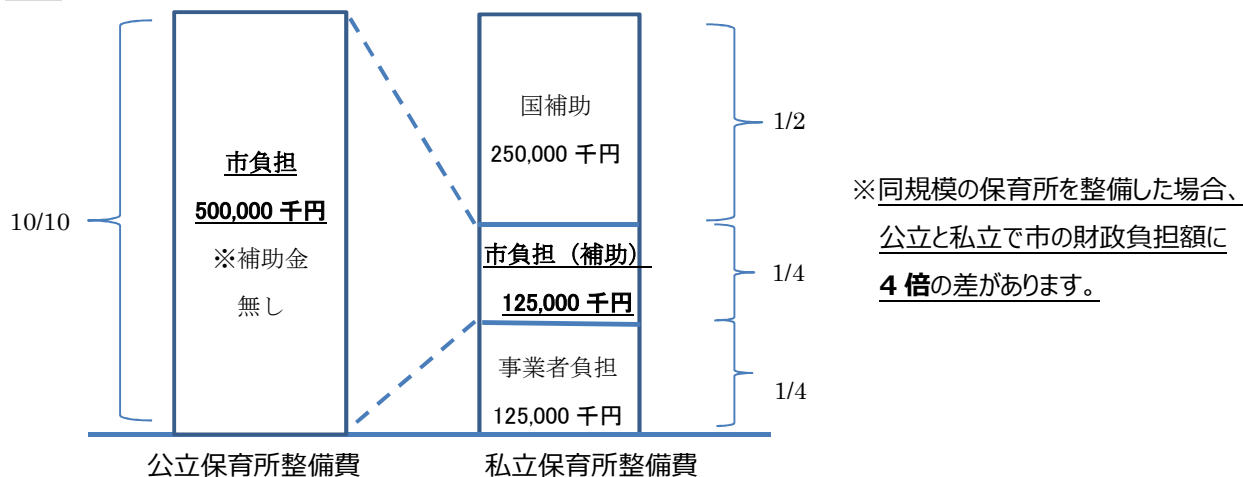 10/10
市負担
500,000 千円
※補助金
無し
国補助
250,000 千円
市負担（補助）
125,000 千円
事業者負担
125,000 千円
1/2
1/4
1/4
※同規模の保育所を整備した場合、
公立と私立で市の財政負担額に
4 倍の差があります。
公立保育所整備費
私立保育所整備費